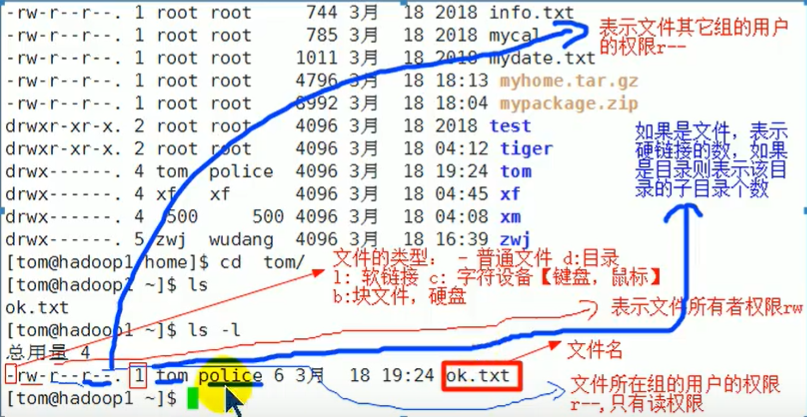 -rw-r--r--. 1 root root 744 3月 18 2018 info.txt
-rw-r--r--. 1 root root 785 3月 18 2018 mycal
-rw-r--r--. 1 root root 1011 3月 18 2018 mydate.txt
-rw-r--r--. 1 root root 4796 3月 18 18:13 myhome.tar.gz
-rw-r--r--. 1 root root 8992 3月 18 18:04 mypackage.zip
drwxr-xr-x. 2 root root 4096 3月 18 2018 test
drwxr-xr-x. 2 root root 4096 3月 18 04:12 tiger
drwx------. 4 tom police 4096 3月 18 19:24 tom
drwx------. 4 xf xf 4096 3月 18 04:45 xf
drwx------. 4 500 500 4096 3月 18 04:08 xm
drwx------. 5 zwj wudang 4096 3月 18 16:39 zwj
[tom@hadoop1 home]$ cd tom/
[tom@hadoop1 ~]$ ls
ok.txt
[tom@hadoop1 ~]$ ls -l
总用量 4
-rw-r--r--. 1 tom police 6 3月 18 19:24 ok.txt
[tom@hadoop1 ~]$
表示文件其它组的用户
的权限r--
如果是文件，表示
硬链接的数，如果
是目录则表示该目
录的子目录个数
文件的类型： - 普通文件 d:目录
l: 软链接 c: 字符设备【键盘，鼠标】
b:块文件，硬盘
表示文件所有者权限rw
文件名
文件所在组的用户的权限
r--,只有读权限